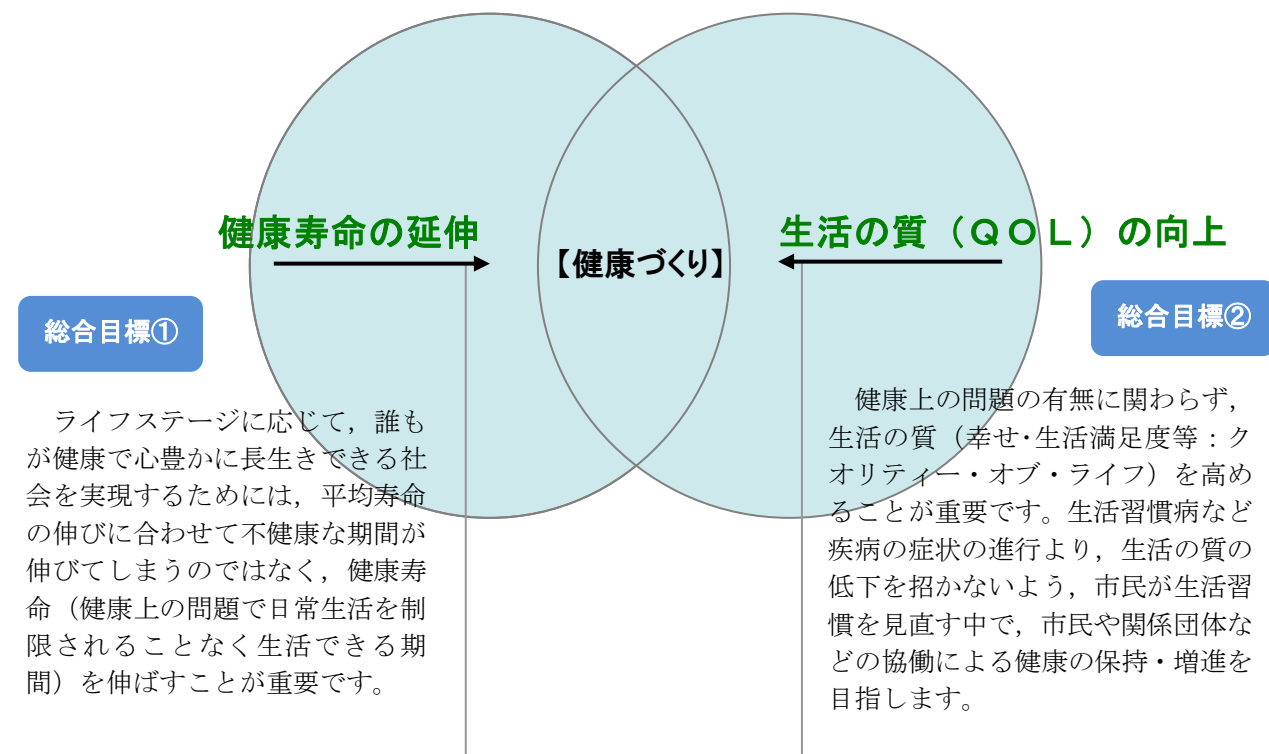 健康寿命の延伸
【健康づくり】
生活の質（ＱＯＬ）の向上
総合目標①
ライフステージに応じて，誰も
が健康で心豊かに長生きできる社
会を実現するためには，平均寿命
の伸びに合わせて不健康な期間が
伸びてしまうのではなく，健康寿
命（健康上の問題で日常生活を制
限されることなく生活できる期
間）を伸ばすことが重要です。
総合目標②
健康上の問題の有無に関わらず，
生活の質（幸せ・生活満足度等：ク
オリティー・オブ・ライフ）を高め
ることが重要です。生活習慣病など
疾病の症状の進行より，生活の質の
低下を招かないよう，市民が生活習
慣を見直す中で，市民や関係団体な
どの協働による健康の保持・増進を
目指します。